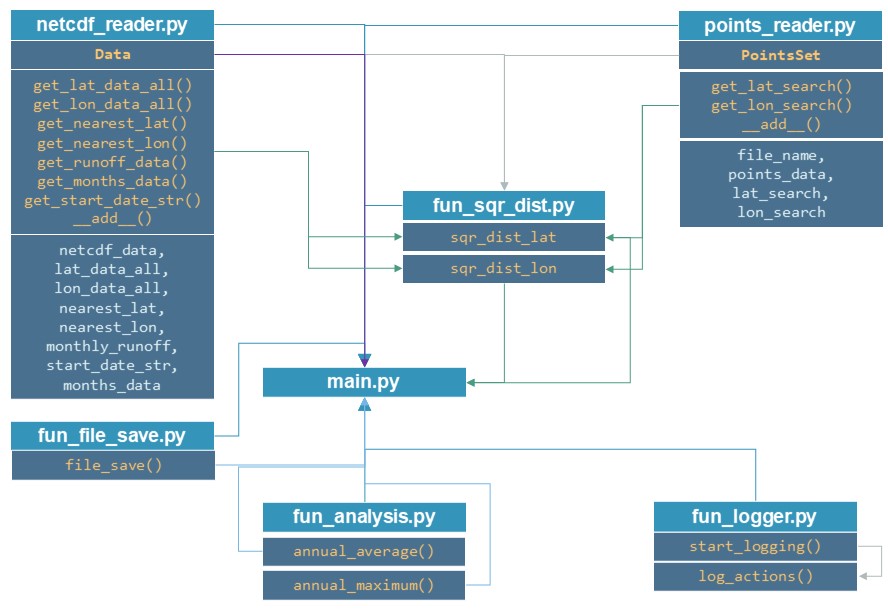 netcdf_reader.py
Data
get_lat_data_all()
get_lon_data_all()
get_nearest_lat()
get_nearest_lon()
get_runoff_data()
get_months_data()
get_start_date_str()
__add__()
netcdf_data,
lat_data_all,
lon_data_all,
nearest_lat,
nearest_lon,
monthly_runoff,
start_date_str,
months_data
points_reader.py
PointsSet
get_lat_search()
get_lon_search()
__add__()
file_name,
points_data,
lat_search,
lon_search
fun_sqr_dist.py
sqr_dist_lat
sqr_dist_lon
main.py
fun_file_save.py
file_save()
fun_analysis.py
annual_average()
annual_maximum()
fun_logger.py
start_logging()
log_actions()